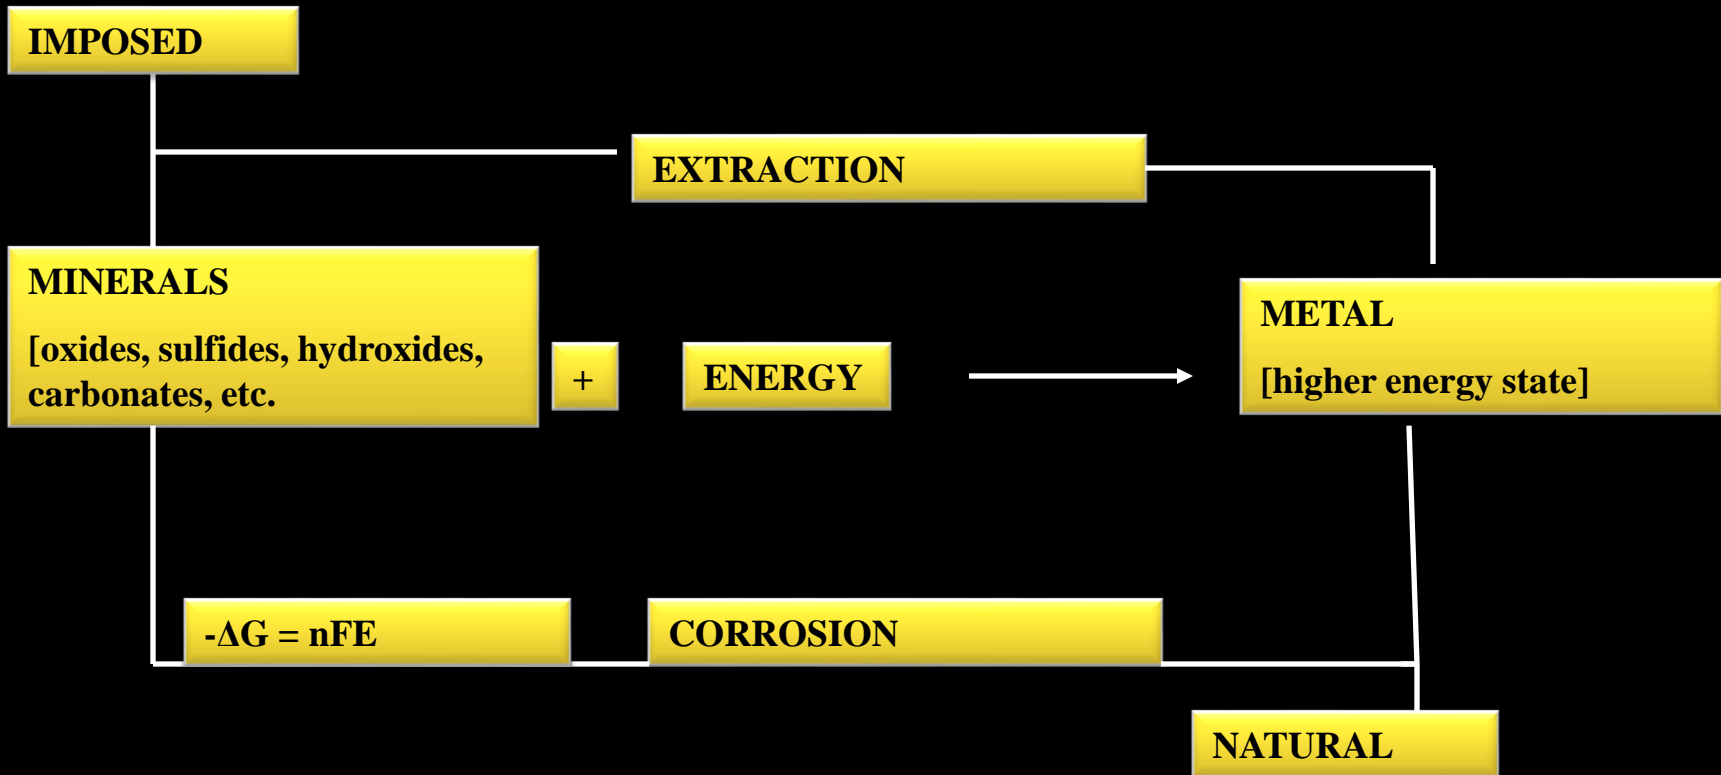 IMPOSED
EXTRACTION
MINERALS
[oxides, sulfides, hydroxides,
carbonates, etc.
+
ENERGY
METAL
[higher energy state]
-ΔG = nFE
CORROSION
NATURAL